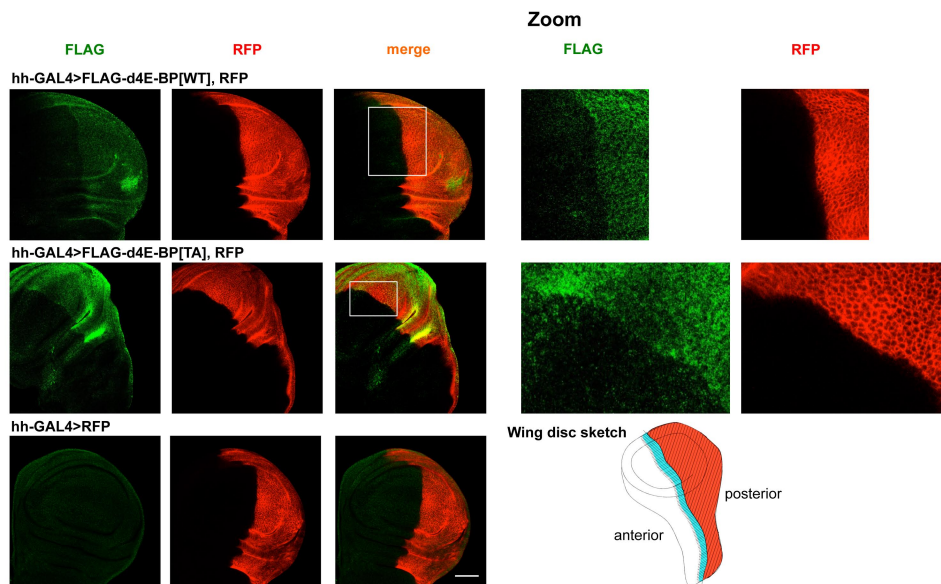 Zoom
FLAG RFP merge FLAG RFP
hh-GAL4>FLAG-d4E-BP[WT], RFP
hh-GAL4>FLAG-d4E-BP[TA], RFP
hh-GAL4>RFP
Wing disc sketch
posterior
anterior